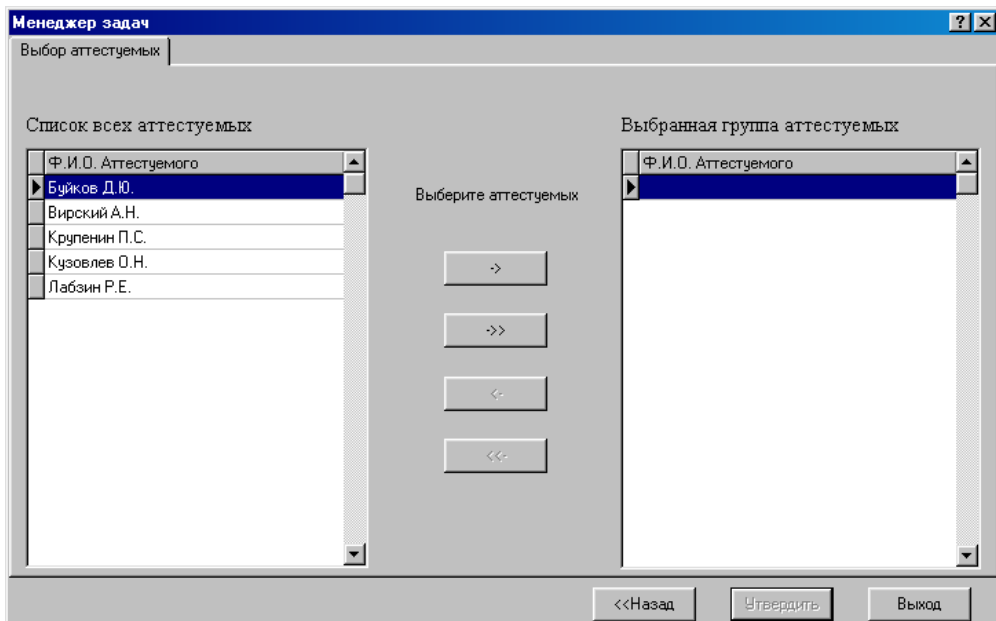 Менеджер задач
Выбор аттестуемых
Список всех аттестуемых
Ф.И.О. Аттестуемого
Буйков Д.Ю.
Вирский А.Н.
Крупенин П.С.
Кузовлев О.Н.
Лабзин Р.Е.
Выберите аттестуемых
->
->>
<-
<<-
Выбранная группа аттестуемых
Ф.И.О. Аттестуемого
<<Назад
Утвердить
Выход